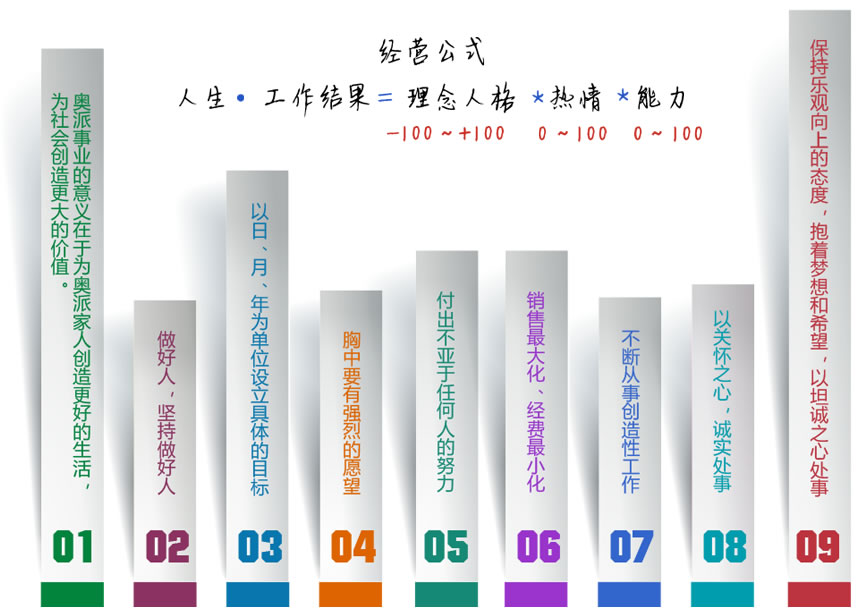 经营公式
人生·工作结果=理念人格*热情*能力
-100~+100 0~100 0~100
奥派事业的意义在于为奥派家人创造更好的生活，
为社会创造更大的价值。
01
做好人，坚持做好人
02
以日、月、年为单位设立具体的目标
03
胸中要有强烈的愿望
04
付出不亚于任何人的努力
05
销售最大化、经费最小化
06
不断从事创造性工作
07
以关怀之心，诚实处事
08
保持乐观向上的态度，抱着梦想和希望，以坦诚之心处事
09